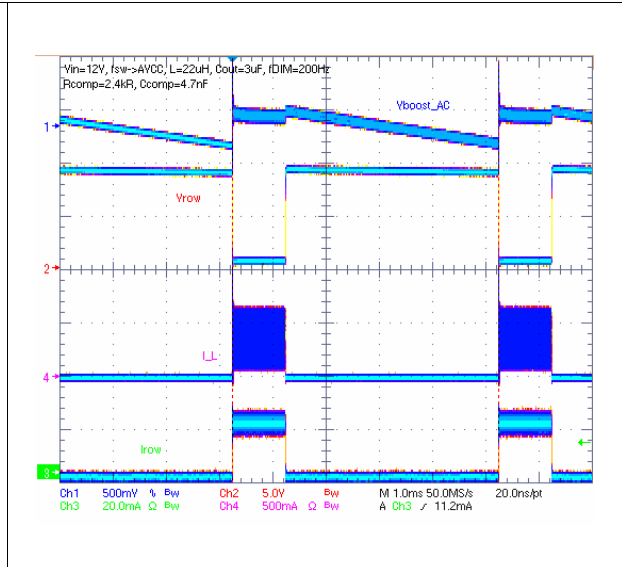 Vin=12V, fsw->AVCC, L=22uH, Cout=3uF, fDIM=200Hz
Rcomp=2,4kR, Ccomp=4.7nF
Vboost_AC
1
Vrow
2
I_L
4
Irow
3
Ch1 500mV ∿ Bw Ch2 5.0V Bw M 1.0ms 50.0MS/s 20.0ns/pt
Ch3 20.0mA Ω Bw Ch4 500mA Ω Bw A Ch3 ∕ 11.2mA